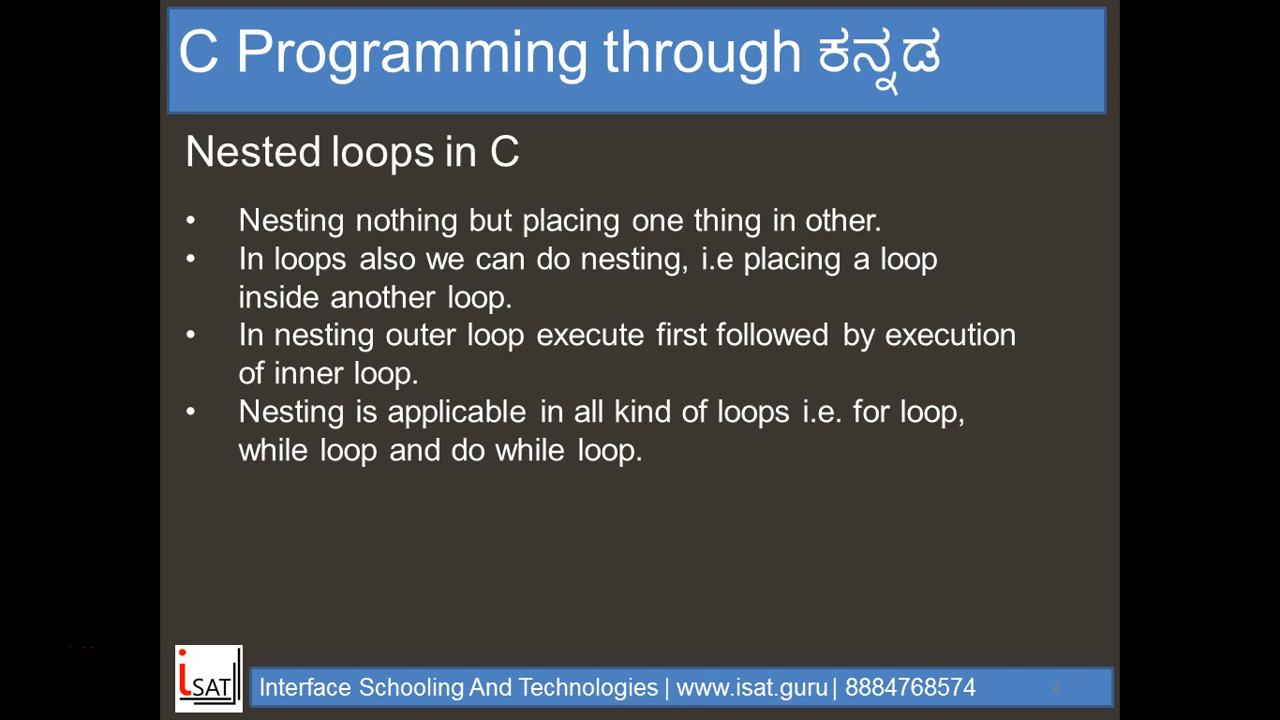 C Programming through ಕನ್ನಡ
Nested loops in C
• Nesting nothing but placing one thing in other.
• In loops also we can do nesting, i.e placing a loop
inside another loop.
• In nesting outer loop execute first followed by execution
of inner loop.
• Nesting is applicable in all kind of loops i.e. for loop,
while loop and do while loop.
iSAT
Interface Schooling And Technologies | www.isat.guru | 8884768574
2